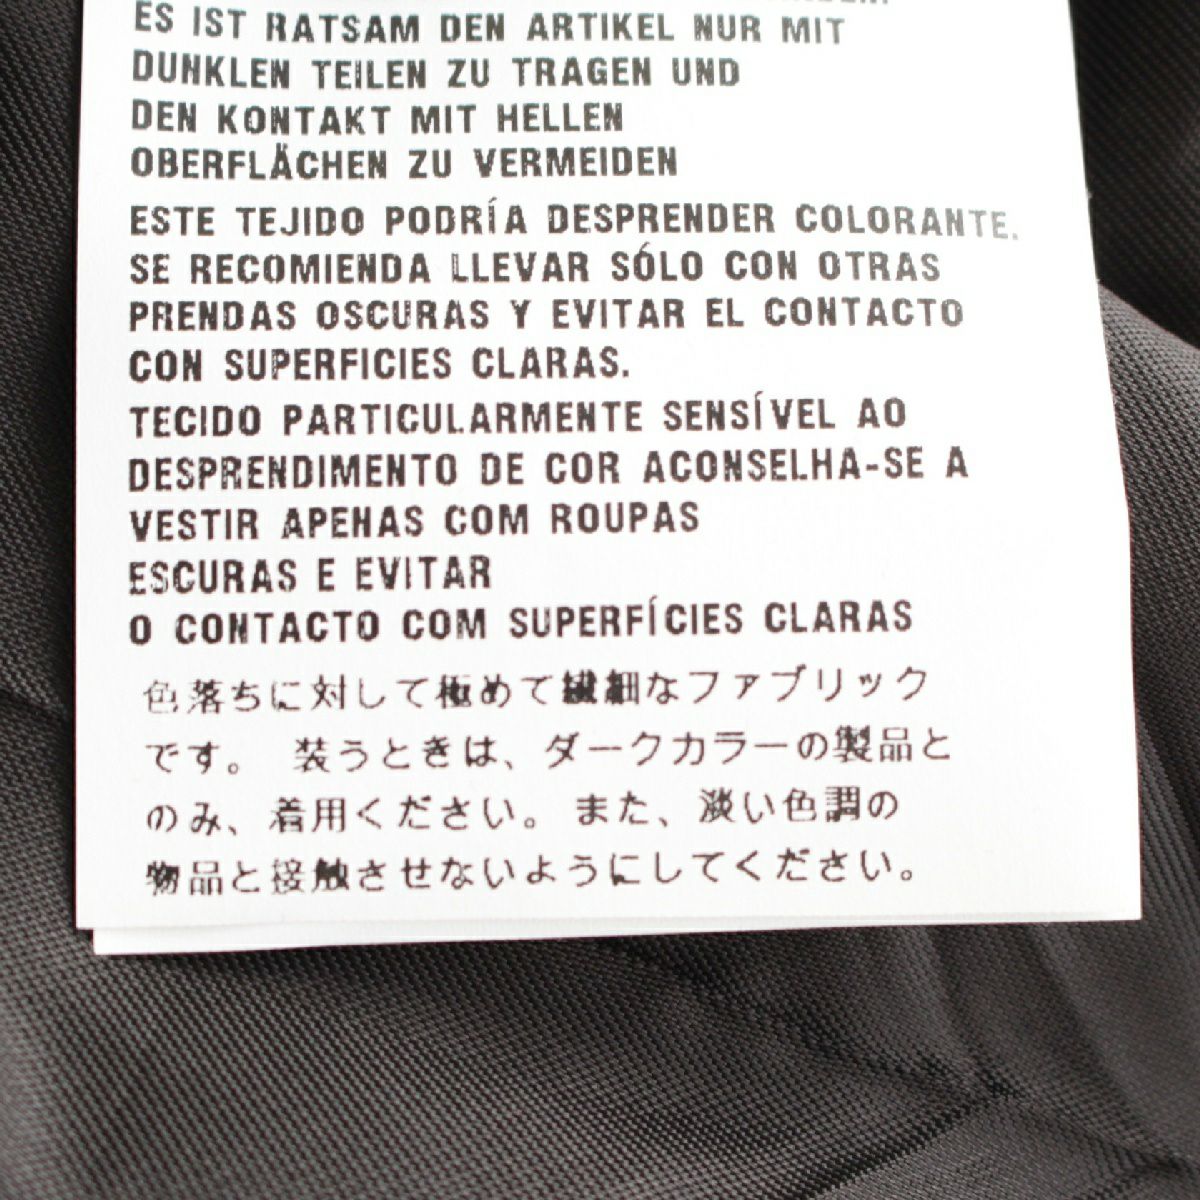 ES IST RATSAM DEN ARTIKEL NUR MIT
DUNKLEN TEILEN ZU TRAGEN UND
DEN KONTAKT MIT HELLEN
OBERFLÄCHEN ZU VERMEIDEN
ESTE TEJIDO PODRÍA DESPRENDER COLORANTE.
SE RECOMIENDA LLEVAR SÓLO CON OTRAS
PRENDAS OSCURAS Y EVITAR EL CONTACTO
CON SUPERFICIES CLARAS.
TECIDO PARTICULARMENTE SENSÍVEL AO
DESPRENDIMENTO DE COR ACONSELHA-SE A
VESTIR APENAS COM ROUPAS
ESCURAS E EVITAR
O CONTACTO COM SUPERFÍCIES CLARAS
色落ちに対して極めて繊細なファブリック
です。 装うときは、ダークカラーの製品と
のみ、着用ください。また、淡い色調の
物品と接触させないようにしてください。